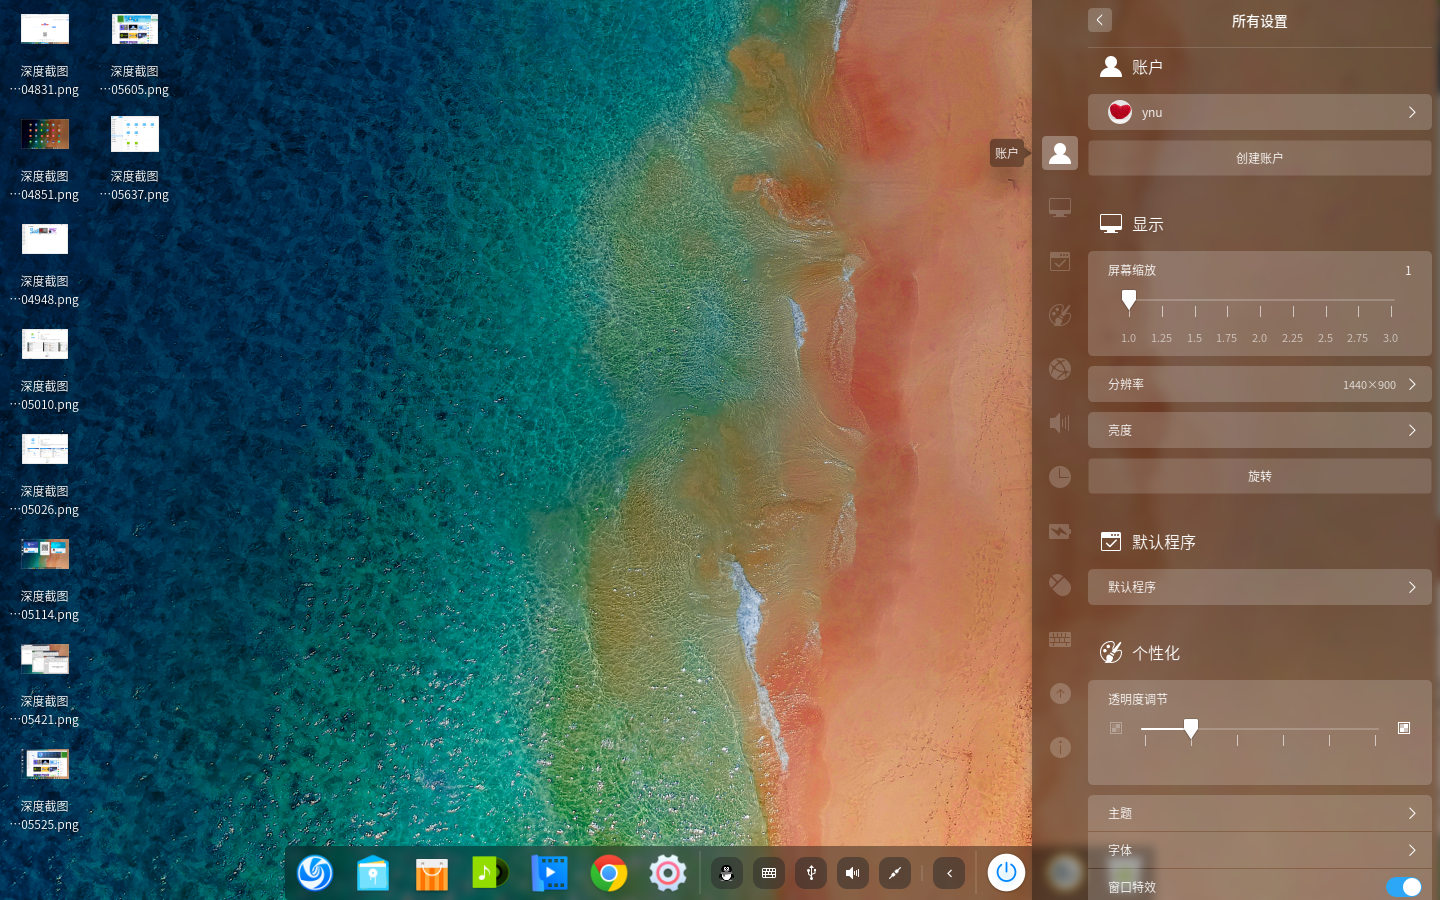 深度截图
…04831.png
深度截图
…05605.png
深度截图
…04851.png
深度截图
…05637.png
深度截图
…04948.png
深度截图
…05010.png
深度截图
…05026.png
深度截图
…05114.png
深度截图
…05421.png
深度截图
…05525.png
账户
所有设置
账户
ynu
创建账户
显示
屏幕缩放 1
1.0 1.25 1.5 1.75 2.0 2.25 2.5 2.75 3.0
分辨率 1440×900
亮度
旋转
默认程序
默认程序
个性化
透明度调节
主题
字体
窗口特效